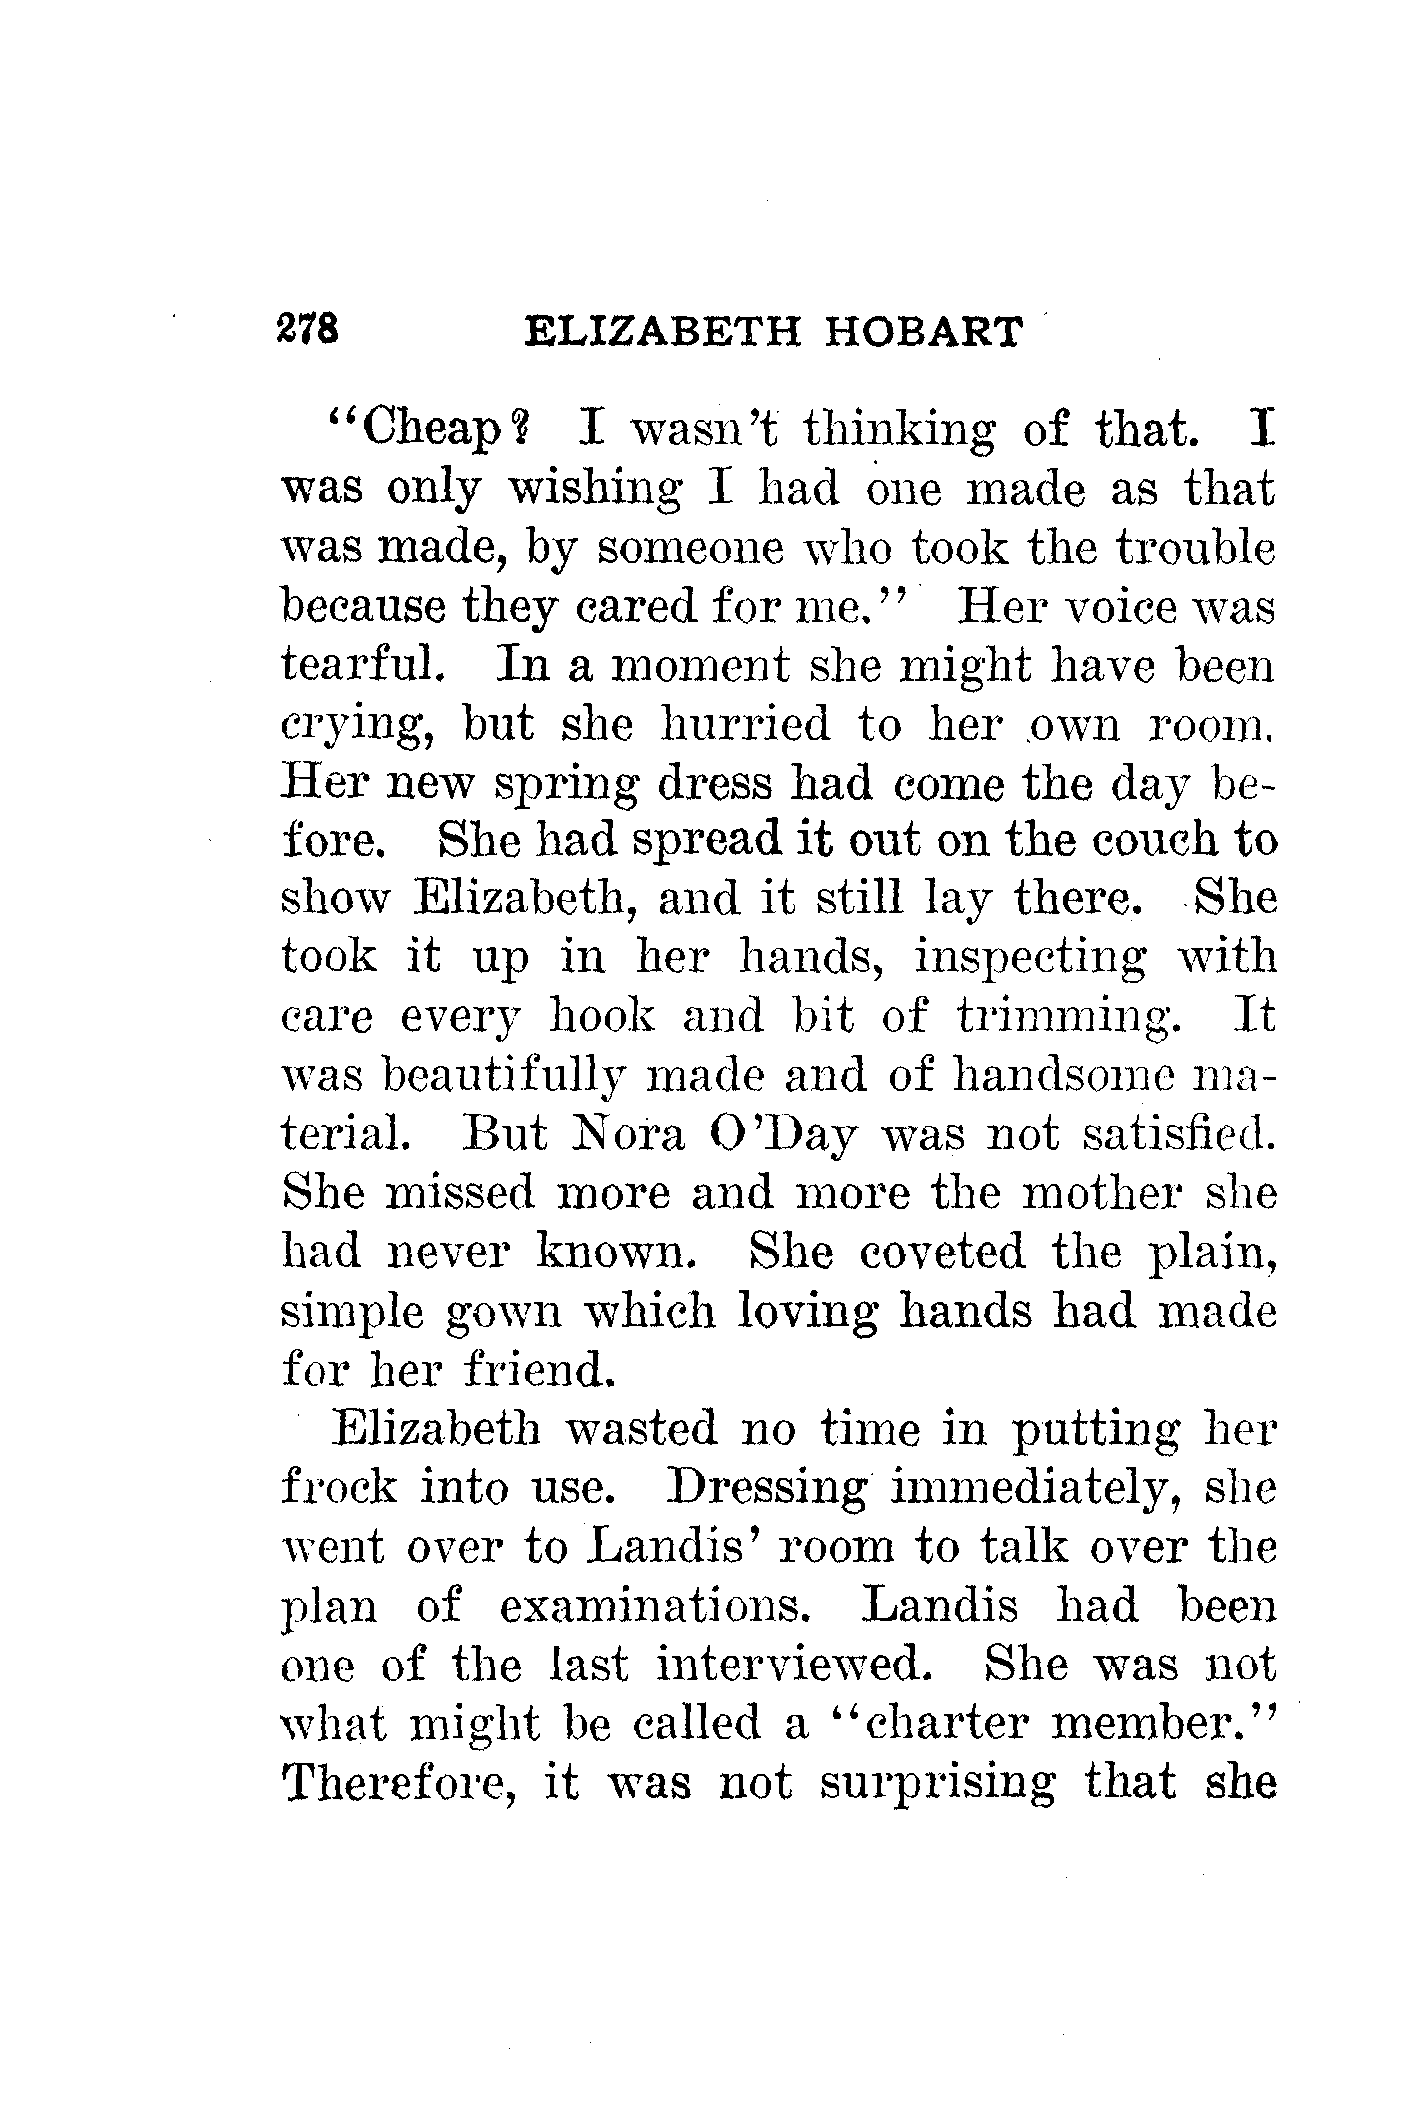 278 ELIZABETH HOBART
"Cheap? I wasn't thinking of that. I
was only wishing I had one made as that
was made, by someone who took the trouble
because they cared for me." Her voice was
tearful. In a moment she might have been
crying, but she hurried to her own room.
Her new spring dress had come the day be-
fore. She had spread it out on the couch to
show Elizabeth, and it still lay there. She
took it up in her hands, inspecting with
care every hook and bit of trimming. It
was beautifully made and of handsome ma-
terial. But Nora O'Day was not satisfied.
She missed more and more the mother she
had never known. She coveted the plain,
simple gown which loving hands had made
for her friend.
Elizabeth wasted no time in putting her
frock into use. Dressing immediately, she
went over to Landis' room to talk over the
plan of examinations. Landis had been
one of the last interviewed. She was not
what might be called a "charter member."
Therefore, it was not surprising that she